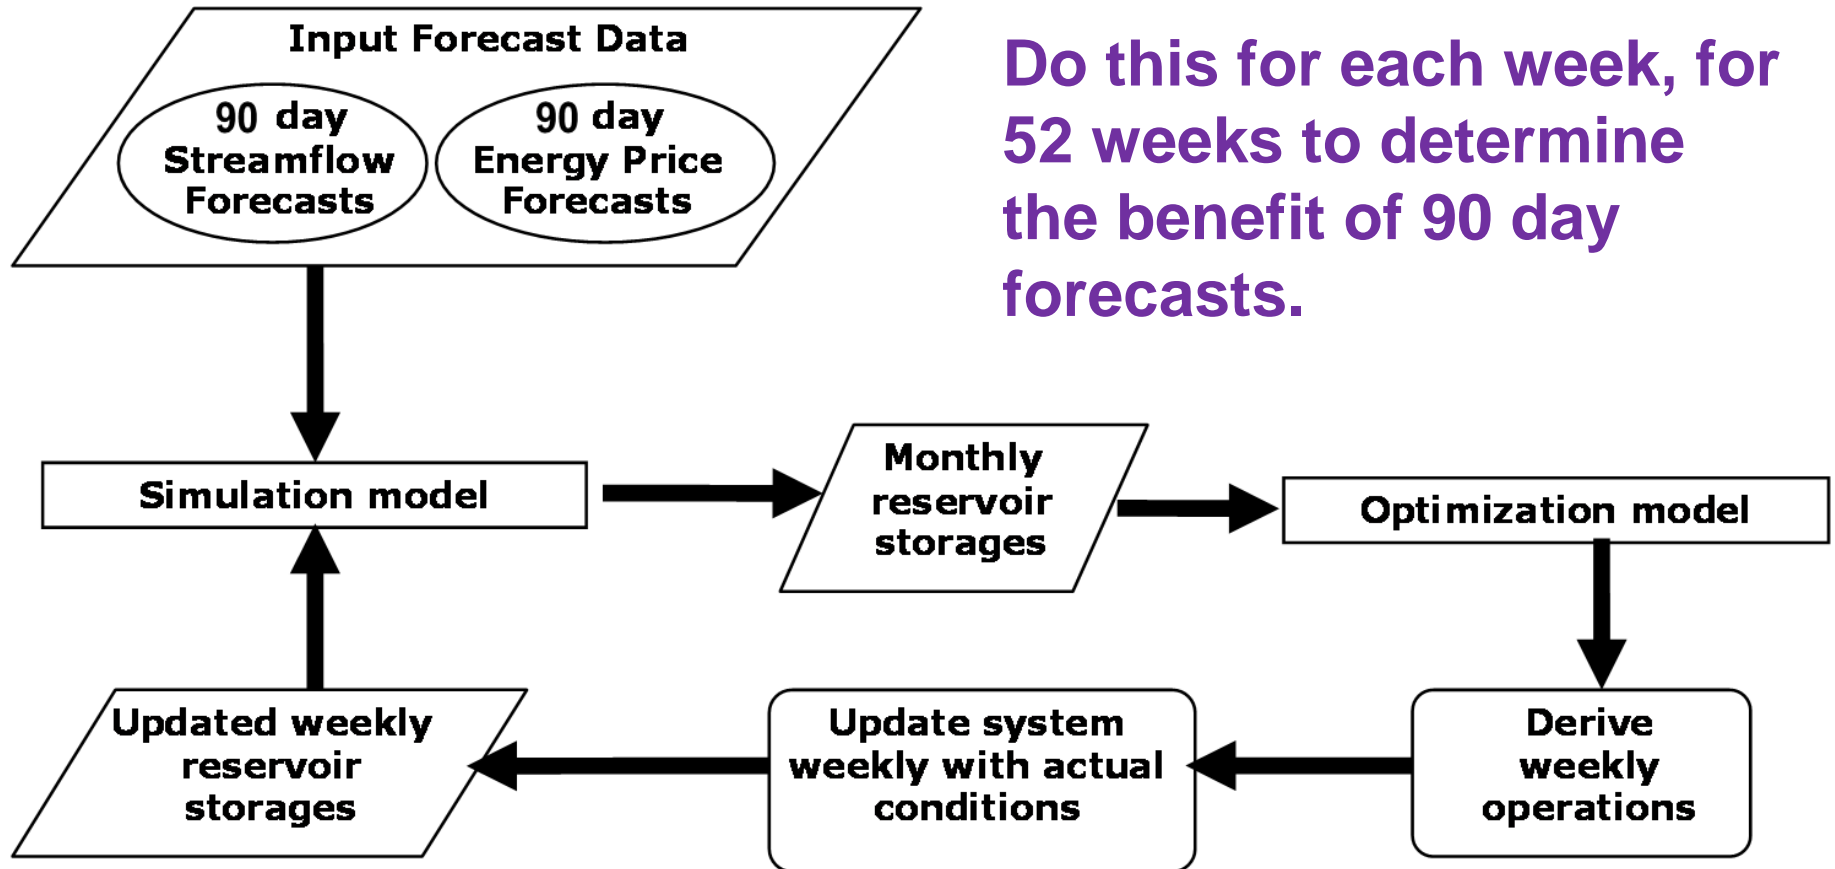 Input Forecast Data
90 day
Streamflow
Forecasts
90 day
Energy Price
Forecasts
Do this for each week, for
52 weeks to determine
the benefit of 90 day
forecasts.
Simulation model
Monthly
reservoir
storages
Optimization model
Updated weekly
reservoir
storages
Update system
weekly with actual
conditions
Derive
weekly
operations